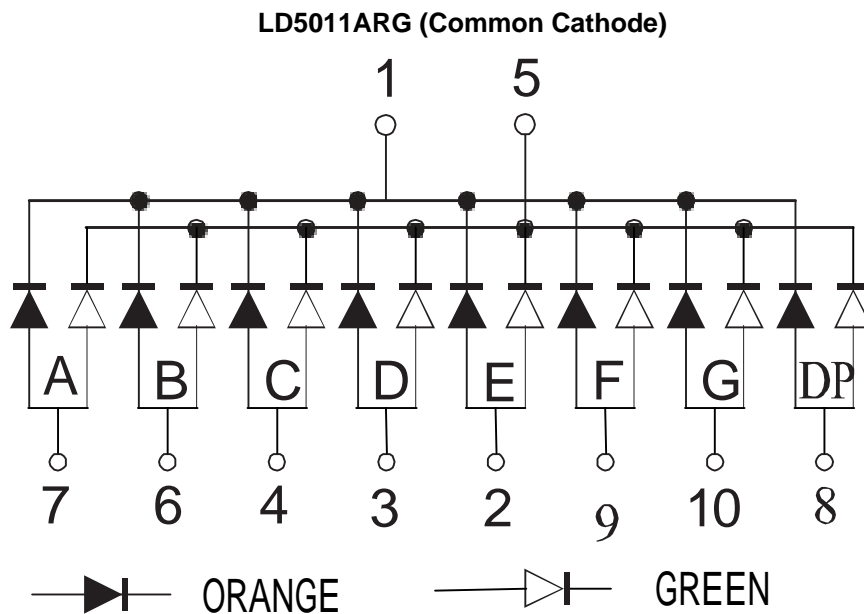 LD5011ARG (Common Cathode)
1 5
A B C D E F G DP
7 6 4 3 2 9 10 8
ORANGE GREEN